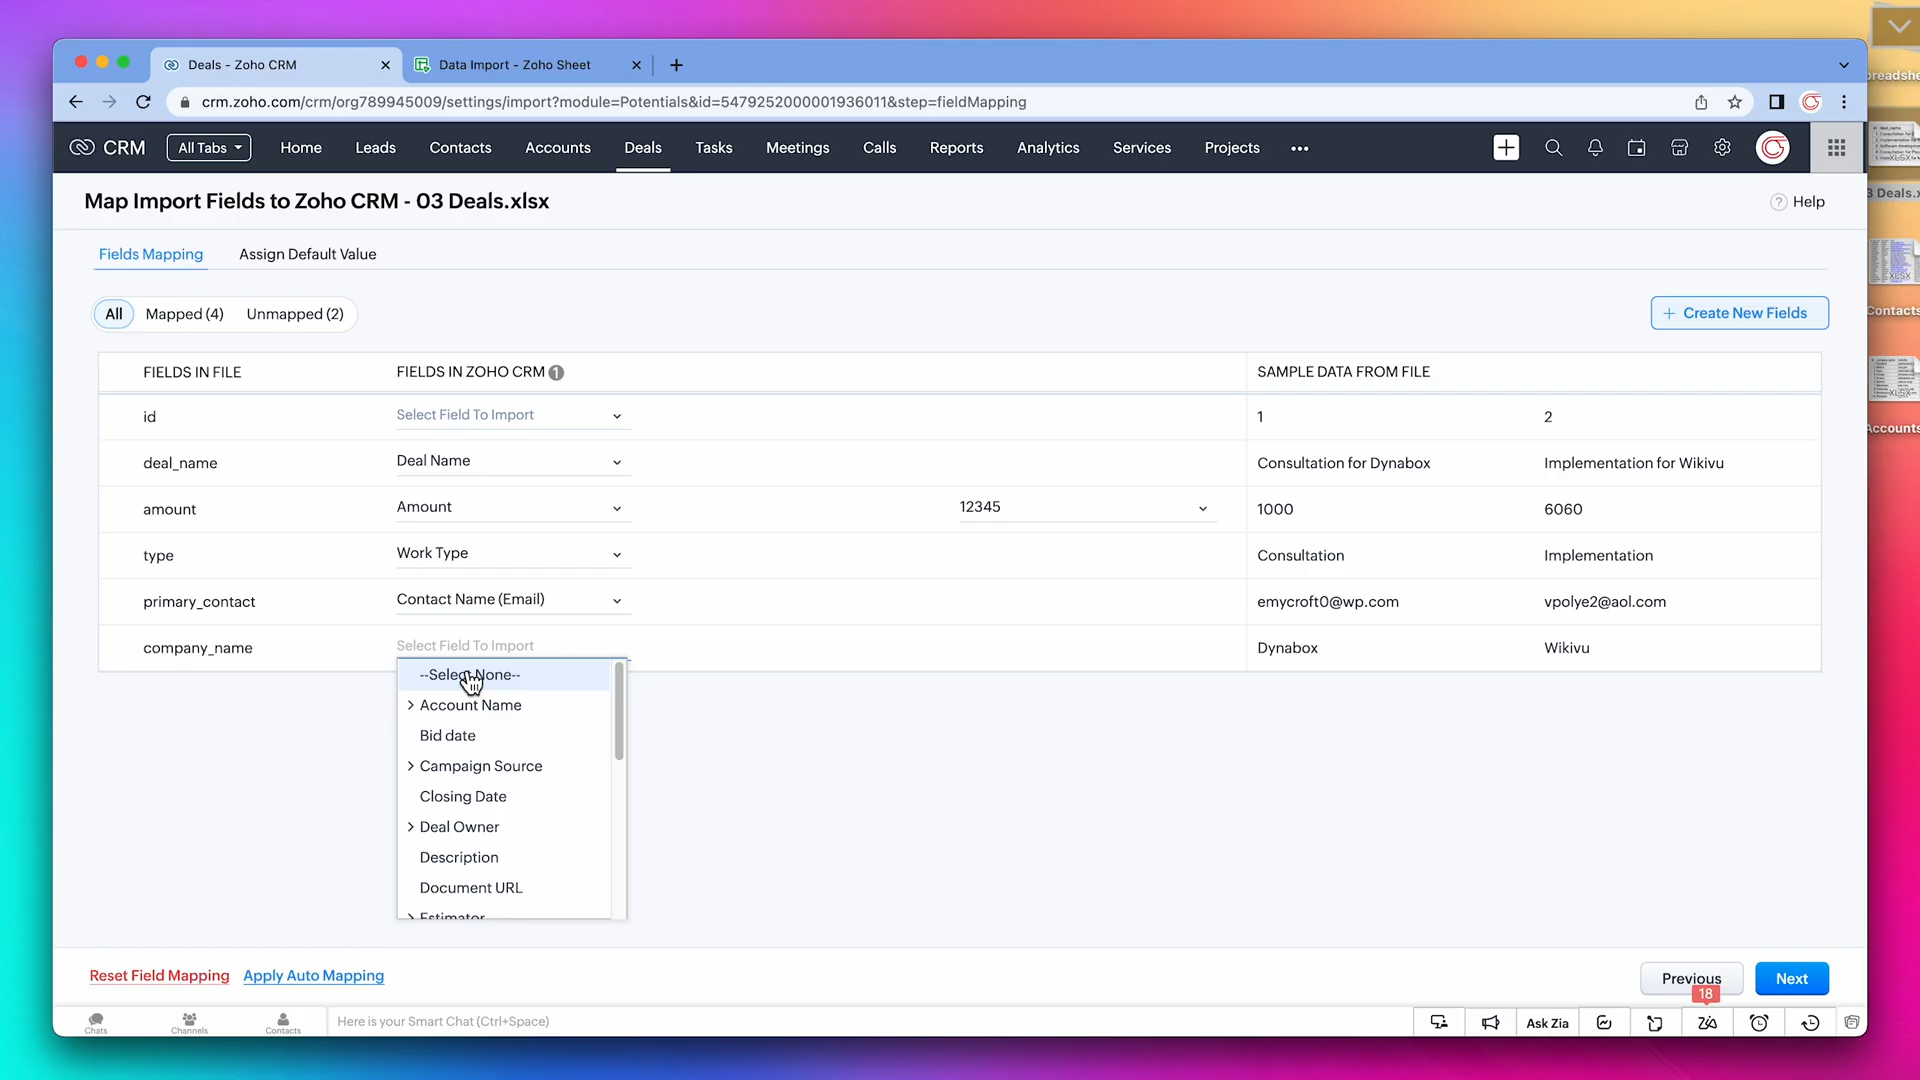 Deals - Zoho CRM
Data Import - Zoho Sheet
crm.zoho.com/crm/org789945009/settings/import?module=Potentials&id=5479252000001936011&step=fieldMapping
CRM
All Tabs
Home
Leads
Contacts
Accounts
Deals
Tasks
Meetings
Calls
Reports
Analytics
Services
Projects
Map Import Fields to Zoho CRM - 03 Deals.xlsx
Help
Fields Mapping
Assign Default Value
All
Mapped (4)
Unmapped (2)
+ Create New Fields
FIELDS IN FILE
FIELDS IN ZOHO CRM 1
SAMPLE DATA FROM FILE
id
Select Field To Import
1
2
deal_name
Deal Name
Consultation for Dynabox
Implementation for Wikivu
amount
Amount
12345
1000
6060
type
Work Type
Consultation
Implementation
primary_contact
Contact Name (Email)
emycroft0@wp.com
vpolye2@aol.com
company_name
Select Field To Import
Dynabox
Wikivu
--Select None--
Account Name
Bid date
Campaign Source
Closing Date
Deal Owner
Description
Document URL
Estimator
Reset Field Mapping
Apply Auto Mapping
Previous
Next
18
Chats
Channels
Contacts
Here is your Smart Chat (Ctrl+Space)
Ask Zia
3 Deals.x
XLSX
Contacts
Accounts